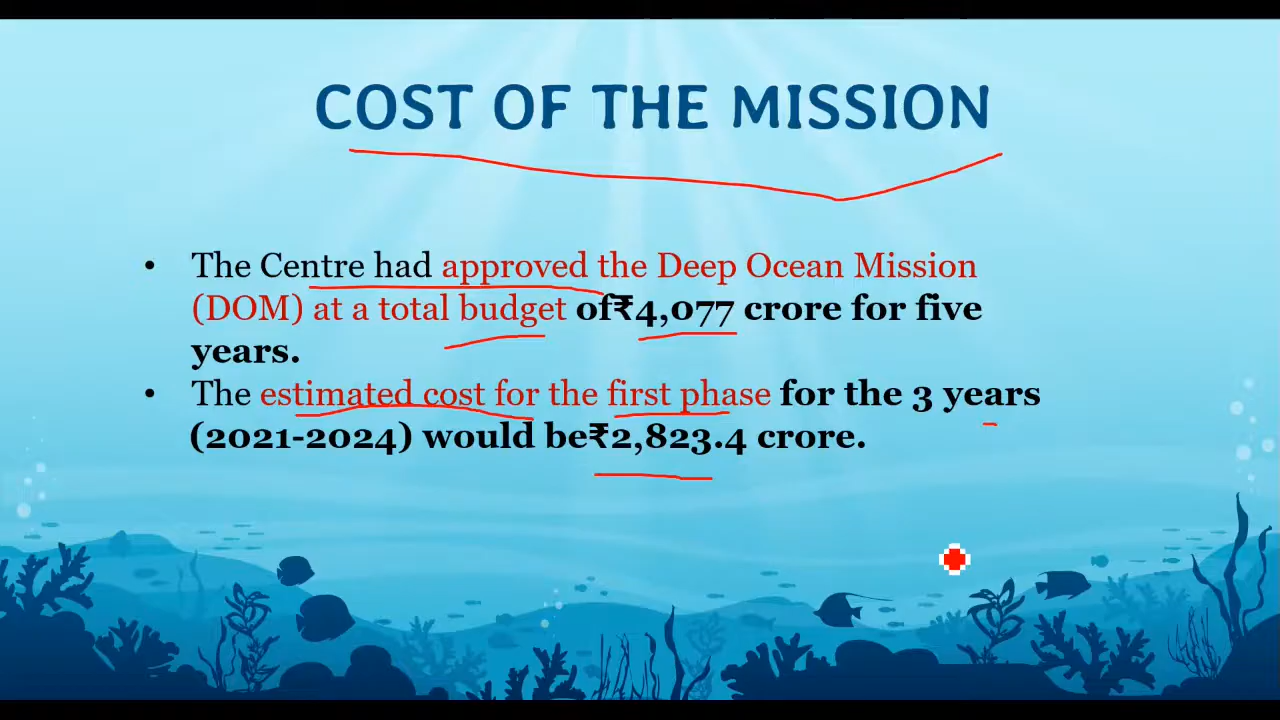 COST OF THE MISSION
• The Centre had approved the Deep Ocean Mission
(DOM) at a total budget of₹4,077 crore for five
years.
• The estimated cost for the first phase for the 3 years
(2021-2024) would be₹2,823.4 crore.